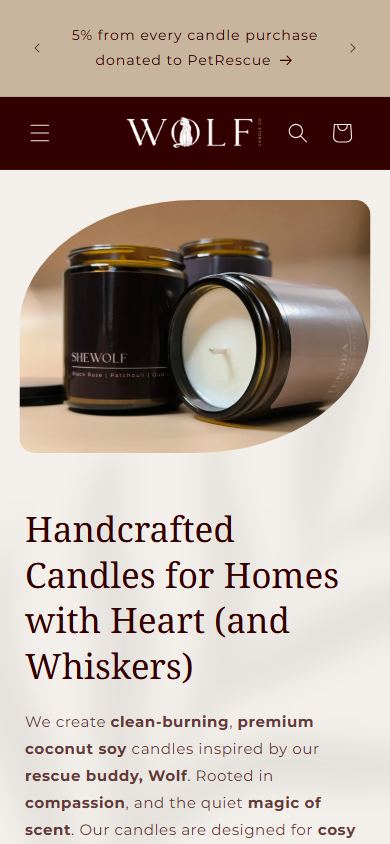 5% from every candle purchase
donated to PetRescue →
WOLF
CANDLE CO
SHEWOLF
Black Rose | Patchouli | Oud
Handcrafted
Candles for Homes
with Heart (and
Whiskers)
We create clean-burning, premium
coconut soy candles inspired by our
rescue buddy, Wolf. Rooted in
compassion, and the quiet magic of
scent. Our candles are designed for cosy